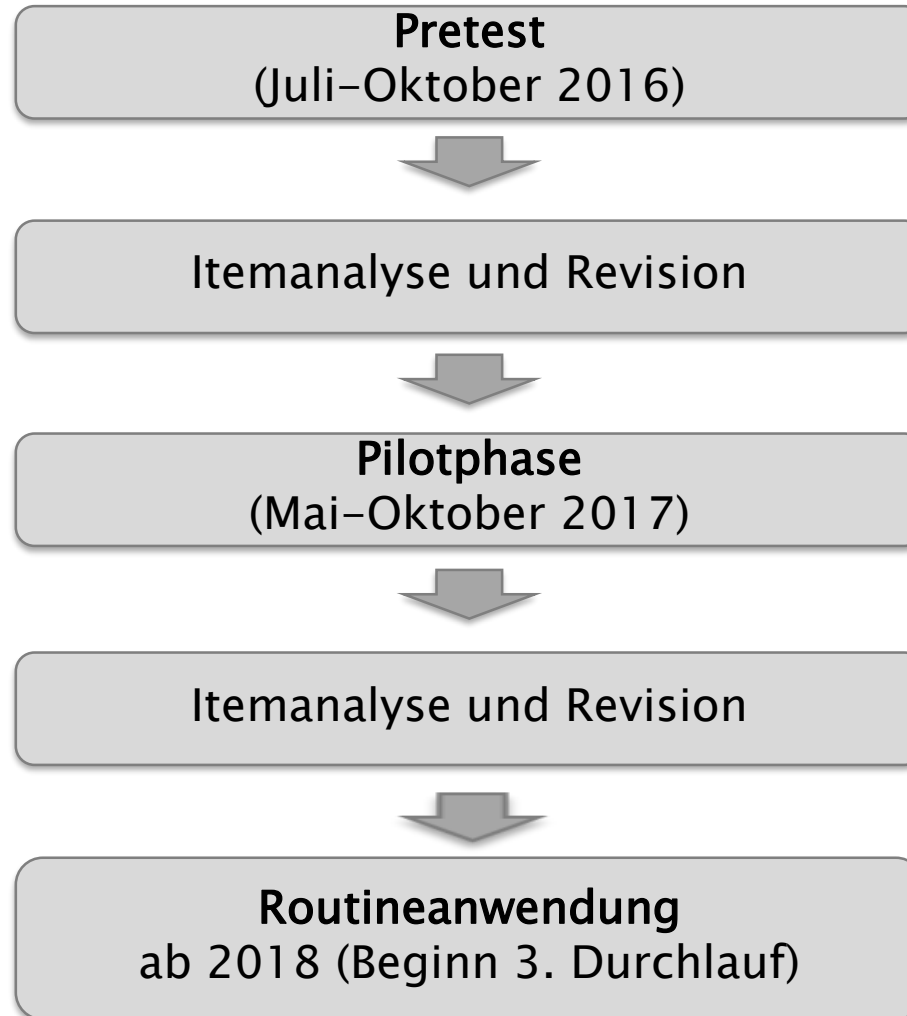 Pretest
(Juli–Oktober 2016)
Itemanalyse und Revision
Pilotphase
(Mai–Oktober 2017)
Itemanalyse und Revision
Routineanwendung
ab 2018 (Beginn 3. Durchlauf)